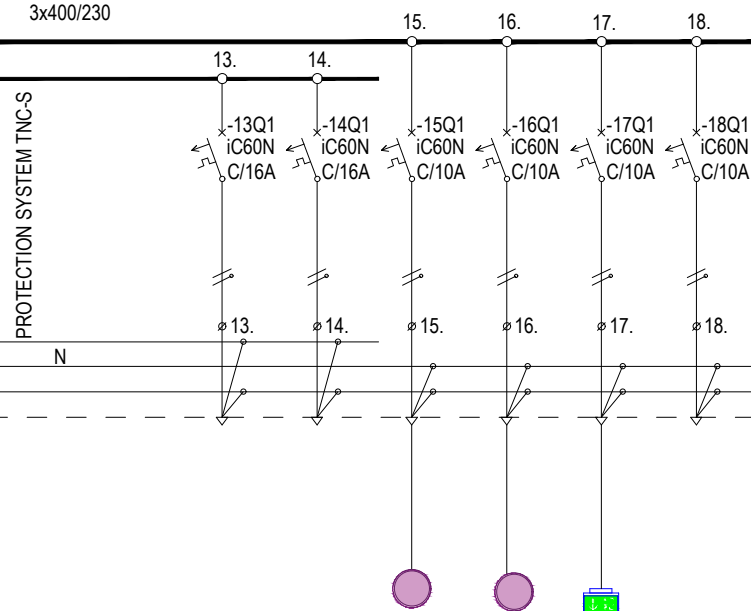 3x400/230
15.
16.
17.
18.
13.
14.
PROTECTION SYSTEM TNC-S
-13Q1
iC60N
C/16A
-14Q1
iC60N
C/16A
-15Q1
iC60N
C/10A
-16Q1
iC60N
C/10A
-17Q1
iC60N
C/10A
-18Q1
iC60N
C/10A
13.
14.
15.
16.
17.
18.
N